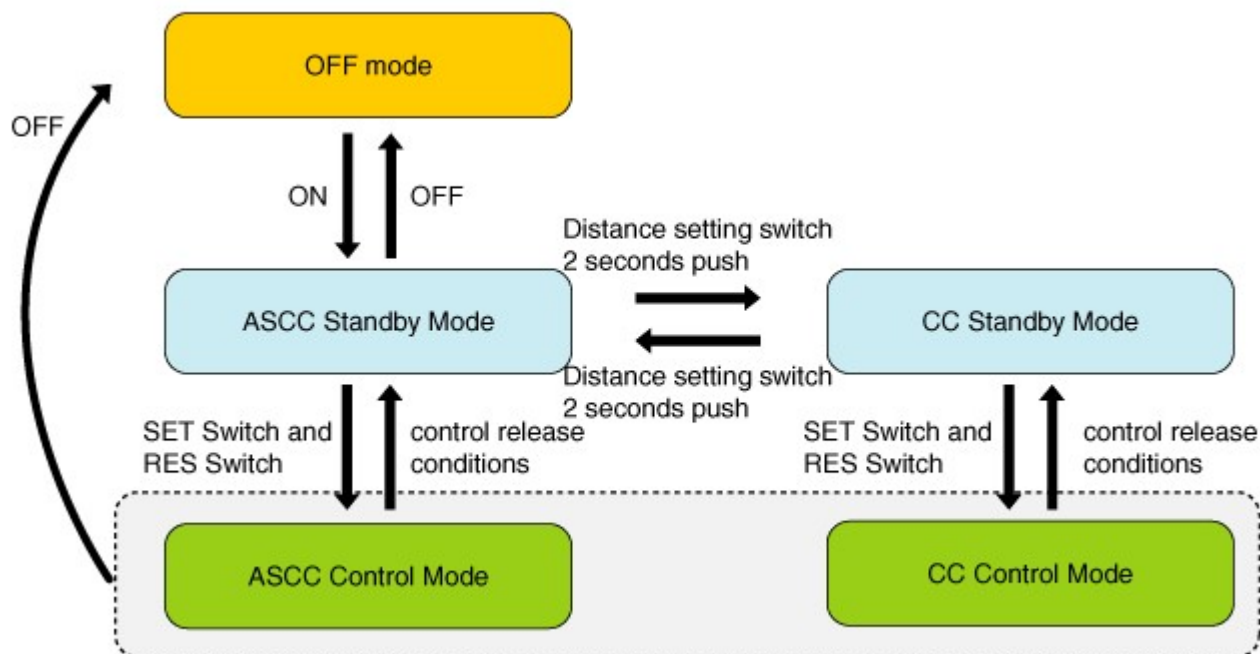 OFF mode
OFF
ON
OFF
Distance setting switch
2 seconds push
ASCC Standby Mode
CC Standby Mode
Distance setting switch
2 seconds push
SET Switch and
RES Switch
control release
conditions
SET Switch and
RES Switch
control release
conditions
ASCC Control Mode
CC Control Mode